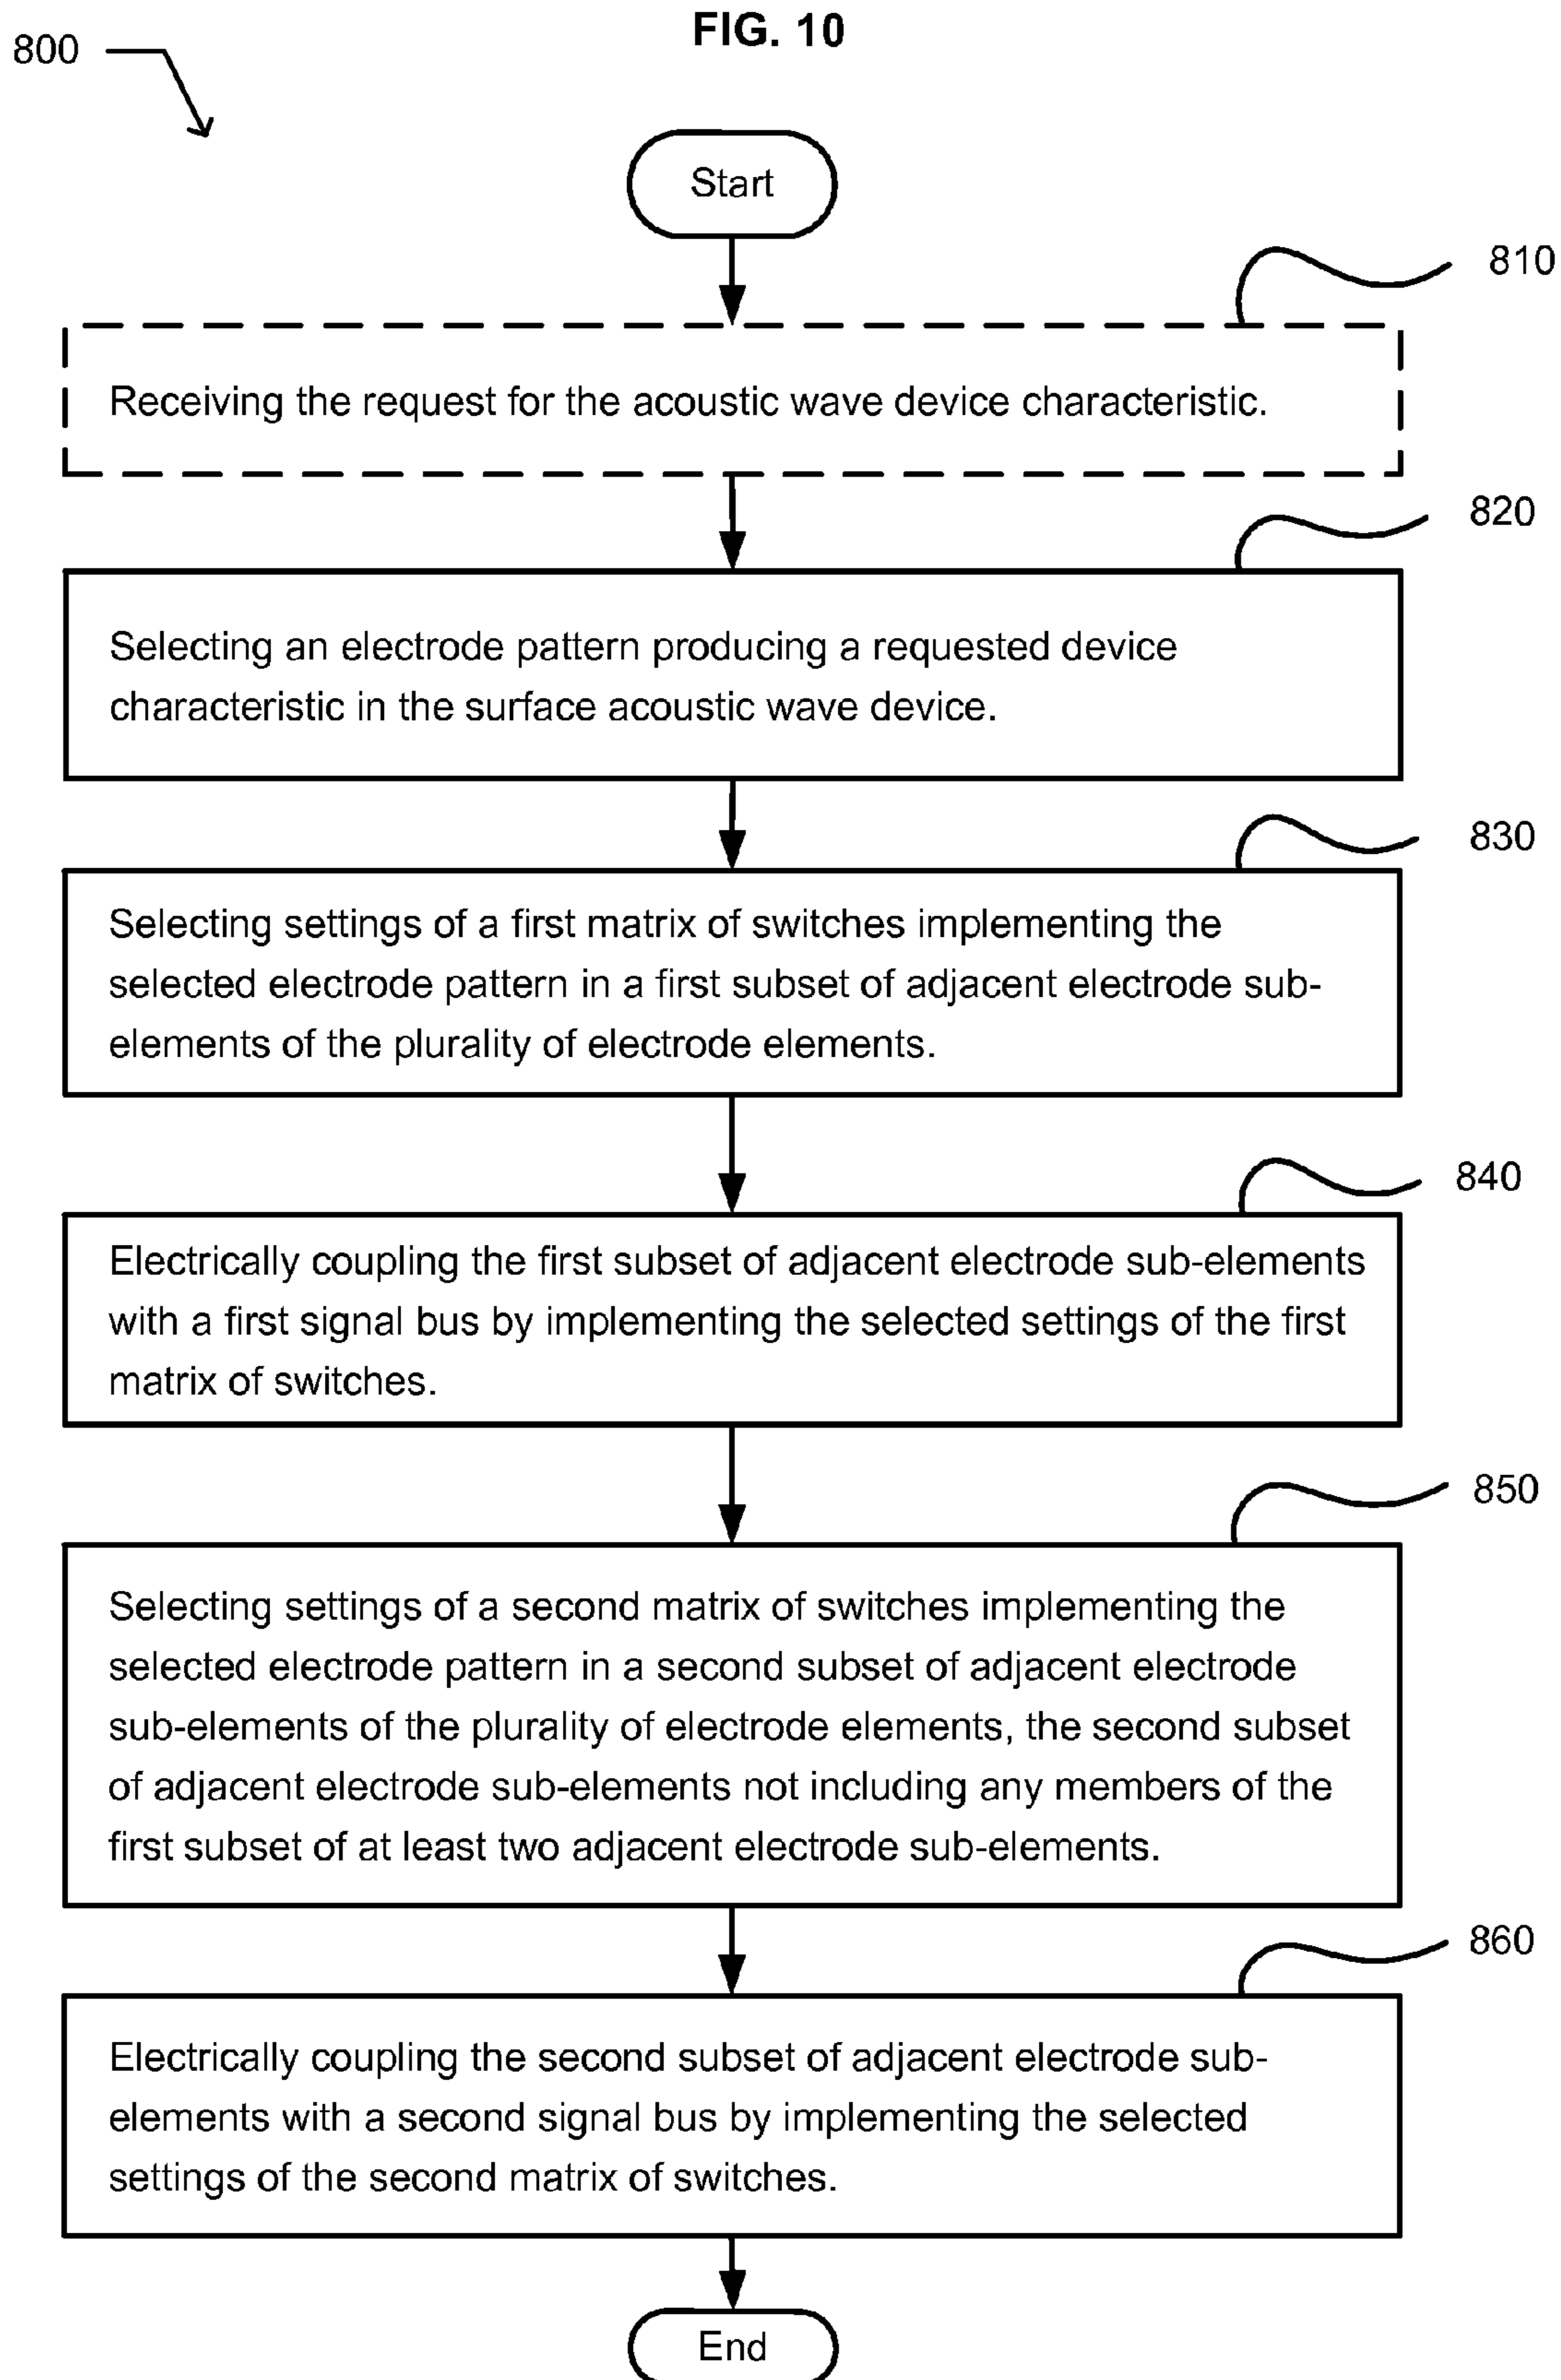 FIG. 10
800
Start
810
Receiving the request for the acoustic wave device characteristic.
820
Selecting an electrode pattern producing a requested device
characteristic in the surface acoustic wave device.
830
Selecting settings of a first matrix of switches implementing the
selected electrode pattern in a first subset of adjacent electrode sub-
elements of the plurality of electrode elements.
840
Electrically coupling the first subset of adjacent electrode sub-elements
with a first signal bus by implementing the selected settings of the first
matrix of switches.
850
Selecting settings of a second matrix of switches implementing the
selected electrode pattern in a second subset of adjacent electrode
sub-elements of the plurality of electrode elements, the second subset
of adjacent electrode sub-elements not including any members of the
first subset of at least two adjacent electrode sub-elements.
860
Electrically coupling the second subset of adjacent electrode sub-
elements with a second signal bus by implementing the selected
settings of the second matrix of switches.
End